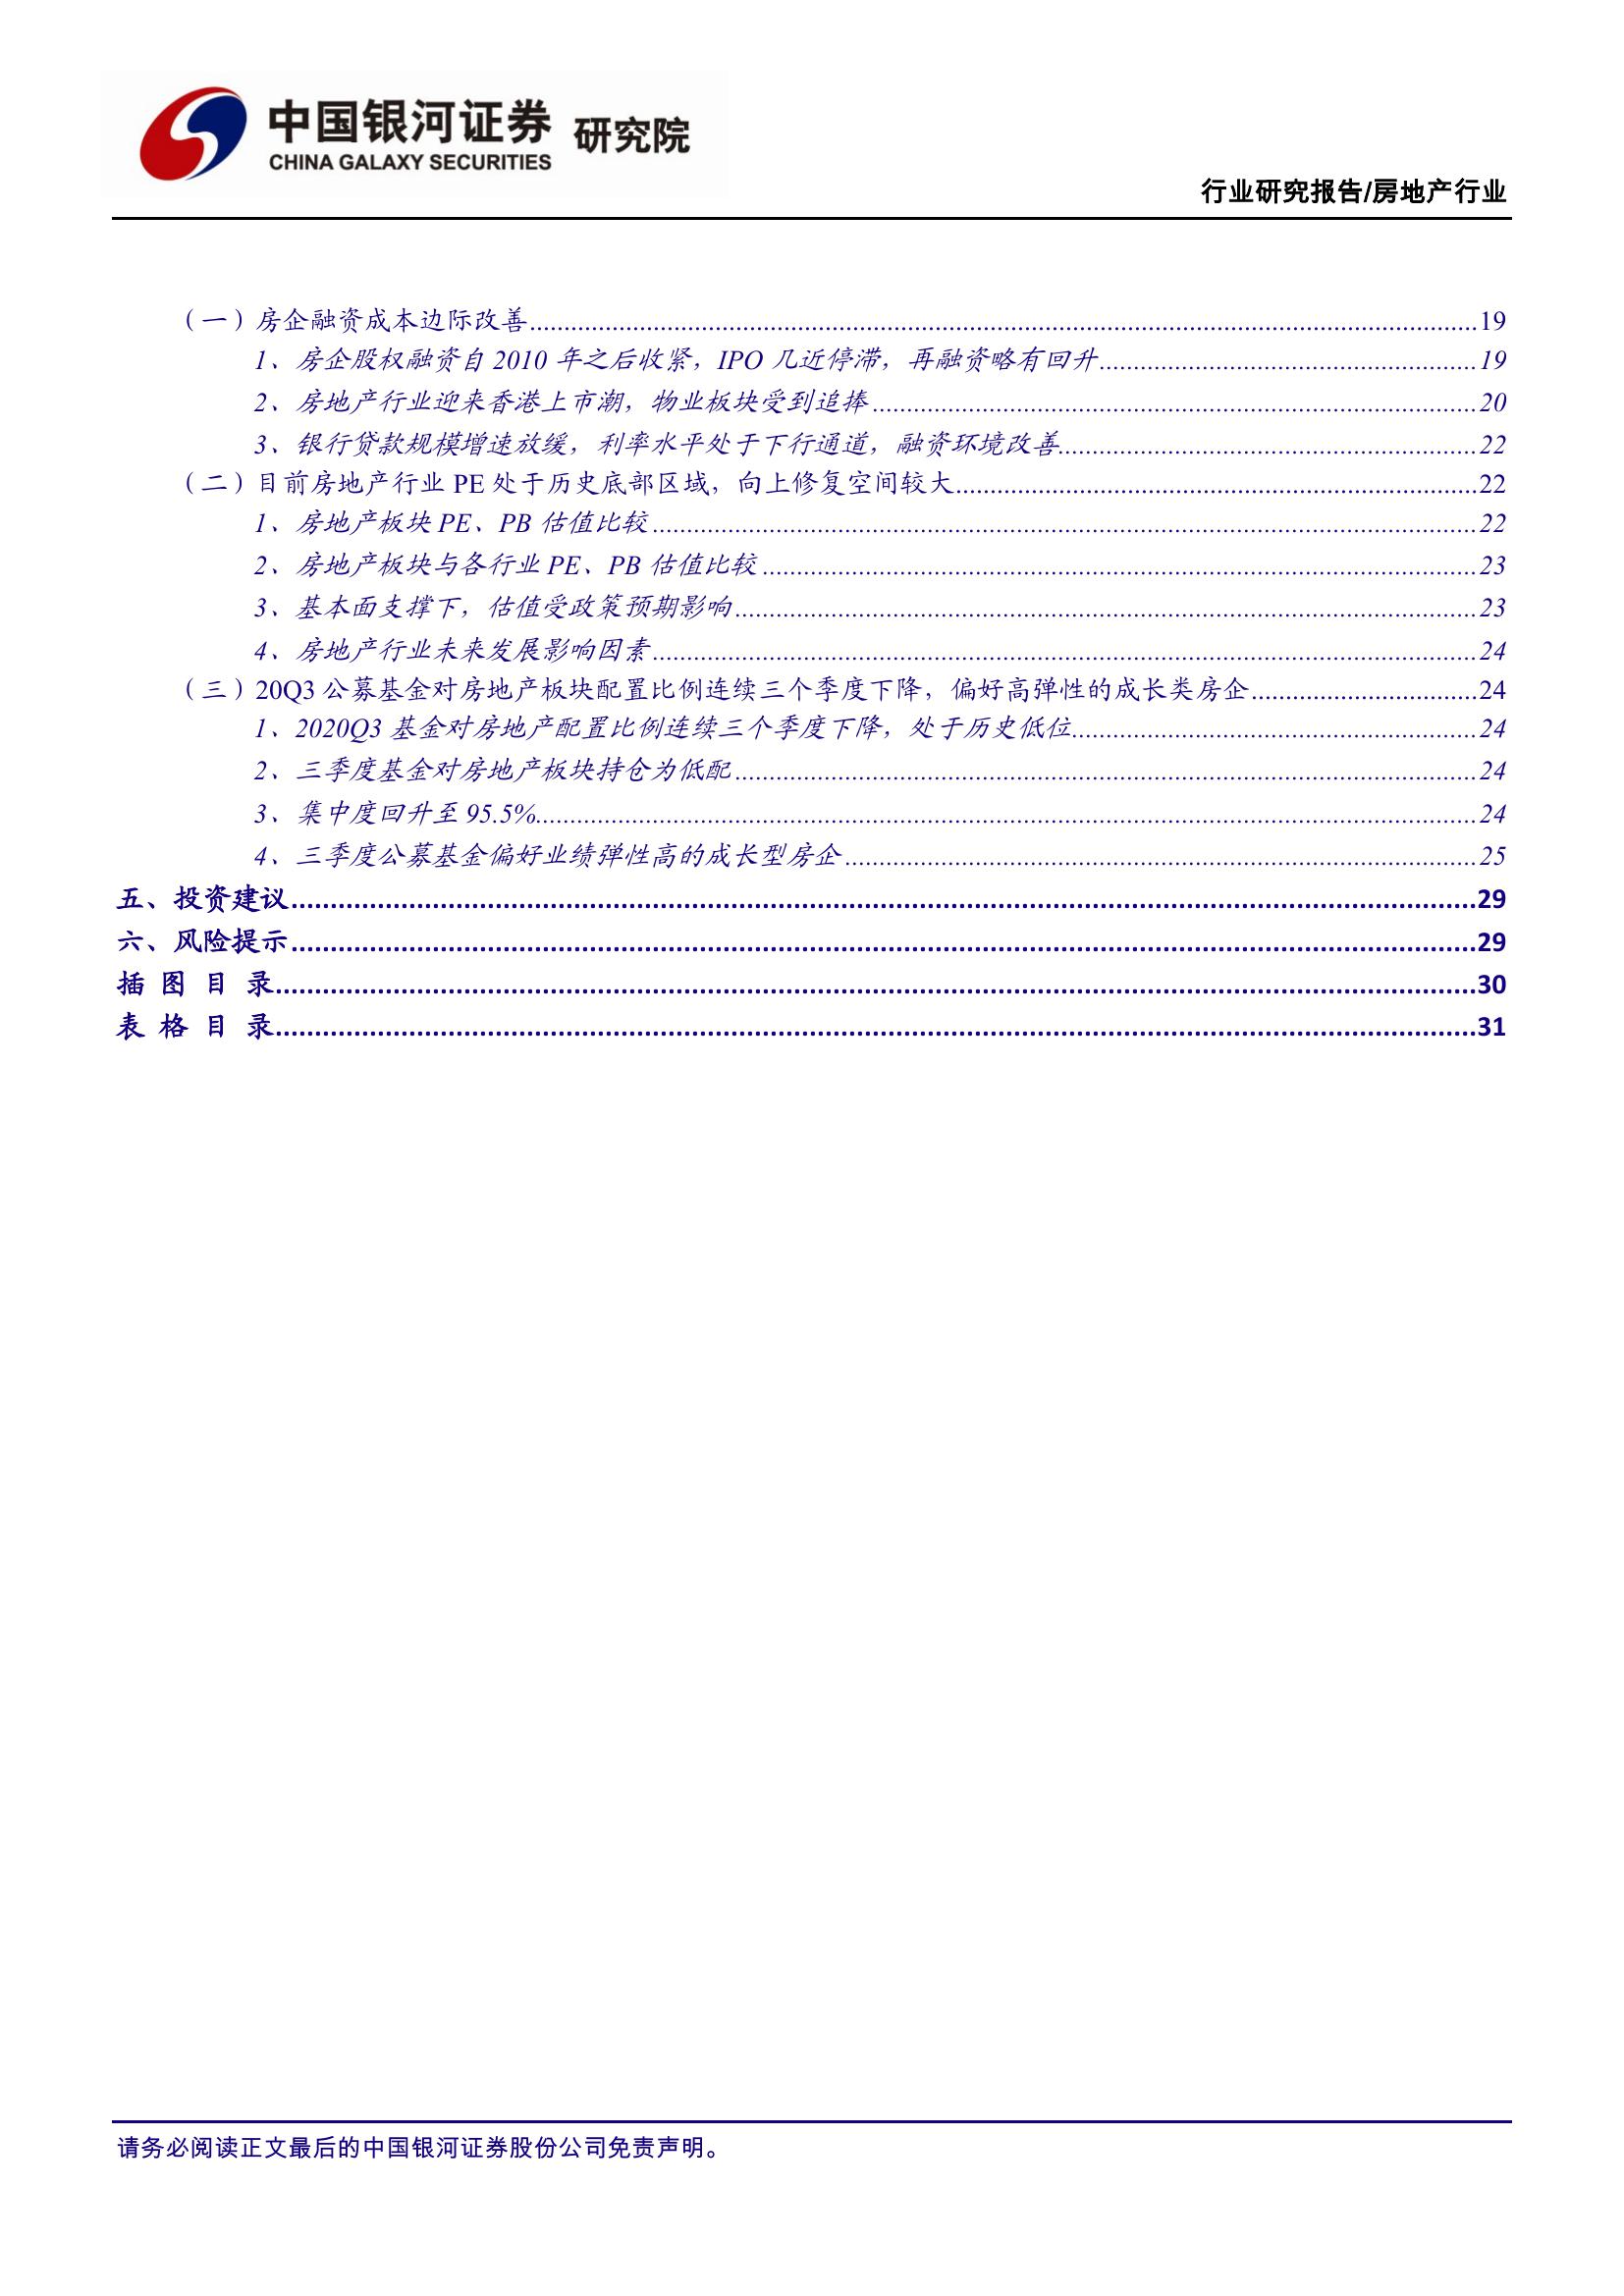 中国银河证券 研究院
CHINA GALAXY SECURITIES
行业研究报告/房地产行业
（一）房企融资成本边际改善........19
1、房企股权融资自 2010 年之后收紧，IPO 几近停滞，再融资略有回升........19
2、房地产行业迎来香港上市潮，物业板块受到追捧........20
3、银行贷款规模增速放缓，利率水平处于下行通道，融资环境改善........22
（二）目前房地产行业 PE 处于历史底部区域，向上修复空间较大........22
1、房地产板块 PE、PB 估值比较........22
2、房地产板块与各行业 PE、PB 估值比较........23
3、基本面支撑下，估值受政策预期影响........23
4、房地产行业未来发展影响因素........24
（三）20Q3 公募基金对房地产板块配置比例连续三个季度下降，偏好高弹性的成长类房企........24
1、2020Q3 基金对房地产配置比例连续三个季度下降，处于历史低位........24
2、三季度基金对房地产板块持仓为低配........24
3、集中度回升至 95.5%........24
4、三季度公募基金偏好业绩弹性高的成长型房企........25
五、投资建议........29
六、风险提示........29
插 图 目 录........30
表 格 目 录........31
请务必阅读正文最后的中国银河证券股份公司免责声明。